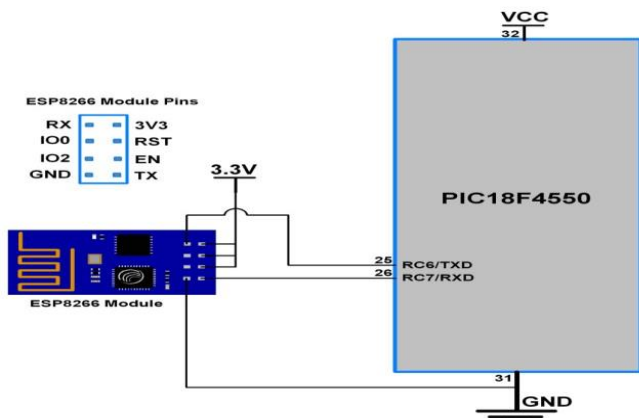 VCC
32
ESP8266 Module Pins
RX 3V3
IO0 RST
IO2 EN
GND TX
3.3V
PIC18F4550
25 RC6/TXD
26 RC7/RXD
ESP8266 Module
31
GND